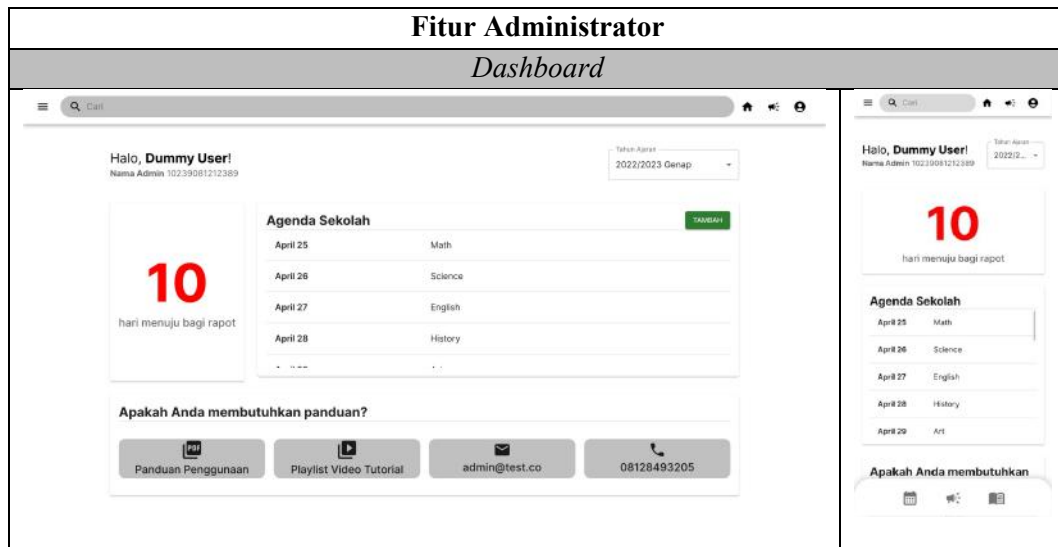 Fitur Administrator
Dashboard
Cari
Halo, Dummy User!
Nama Admin 10239081212389
Tahun Ajaran
2022/2023 Genap
10
hari menuju bagi rapot
Agenda Sekolah
TAMBAH
April 25 Math
April 26 Science
April 27 English
April 28 History
Apakah Anda membutuhkan panduan?
PDF
Panduan Penggunaan
Playlist Video Tutorial
admin@test.co
08128493205
Cari
Halo, Dummy User!
Nama Admin 10239081212389
Tahun Ajaran
2022/2...
10
hari menuju bagi rapot
Agenda Sekolah
April 25 Math
April 26 Science
April 27 English
April 28 History
April 29 Art
Apakah Anda membutuhkan